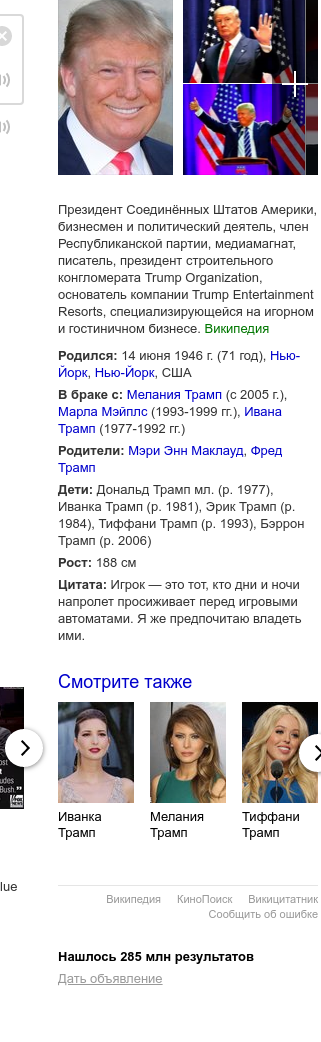 Президент Соединённых Штатов Америки,
бизнесмен и политический деятель, член
Республиканской партии, медиамагнат,
писатель, президент строительного
конгломерата Trump Organization,
основатель компании Trump Entertainment
Resorts, специализирующейся на игорном
и гостиничном бизнесе. Википедия
Родился: 14 июня 1946 г. (71 год), Нью-
Йорк, Нью-Йорк, США
В браке с: Мелания Трамп (с 2005 г.),
Марла Мэйплс (1993-1999 гг.), Ивана
Трамп (1977-1992 гг.)
Родители: Мэри Энн Маклауд, Фред
Трамп
Дети: Дональд Трамп мл. (р. 1977),
Иванка Трамп (р. 1981), Эрик Трамп (р.
1984), Тиффани Трамп (р. 1993), Бэррон
Трамп (р. 2006)
Рост: 188 см
Цитата: Игрок — это тот, кто дни и ночи
напролет просиживает перед игровыми
автоматами. Я же предпочитаю владеть
ими.
Смотрите также
Иванка
Трамп
Мелания
Трамп
Тиффани
Трамп
lue
Википедия КиноПоиск Викицитатник
Сообщить об ошибке
Нашлось 285 млн результатов
Дать объявление